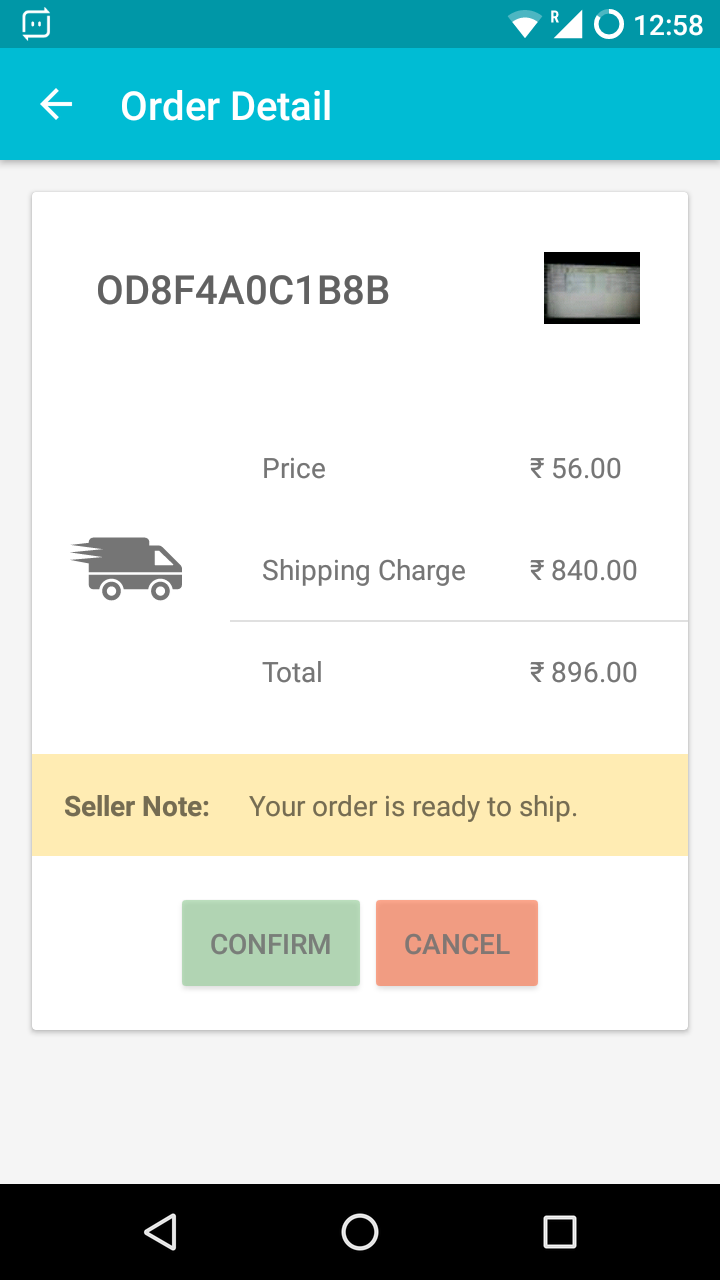 R 12:58
Order Detail
OD8F4A0C1B8B
Price ₹ 56.00
Shipping Charge ₹ 840.00
Total ₹ 896.00
Seller Note: Your order is ready to ship.
CONFIRM CANCEL